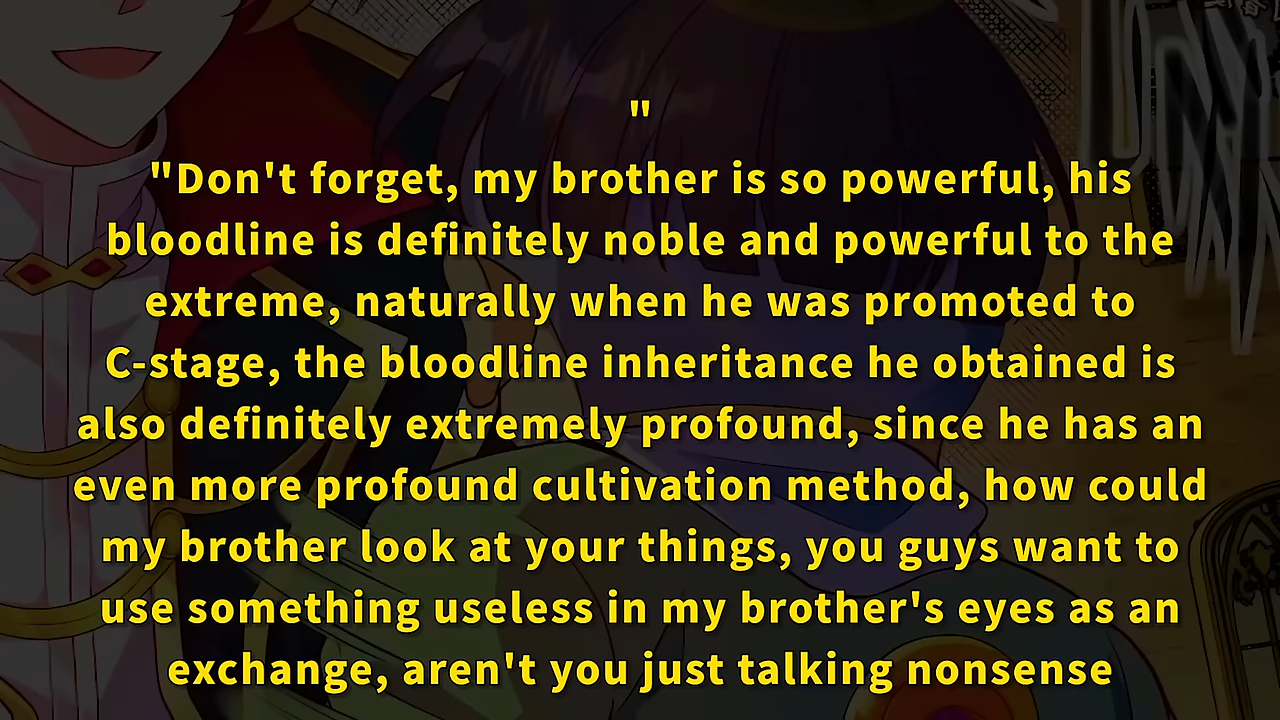 "
"Don't forget, my brother is so powerful, his
bloodline is definitely noble and powerful to the
extreme, naturally when he was promoted to
C-stage, the bloodline inheritance he obtained is
also definitely extremely profound, since he has an
even more profound cultivation method, how could
my brother look at your things, you guys want to
use something useless in my brother's eyes as an
exchange, aren't you just talking nonsense